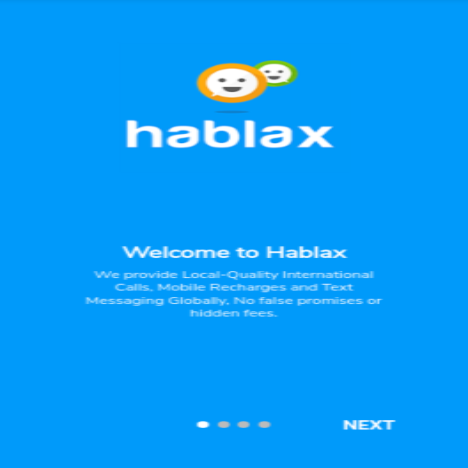 hablax
Welcome to Hablax
We provide Local-Quality International
Calls, Mobile Recharges and Text
Messaging Globally, No false promises or
hidden fees.
NEXT